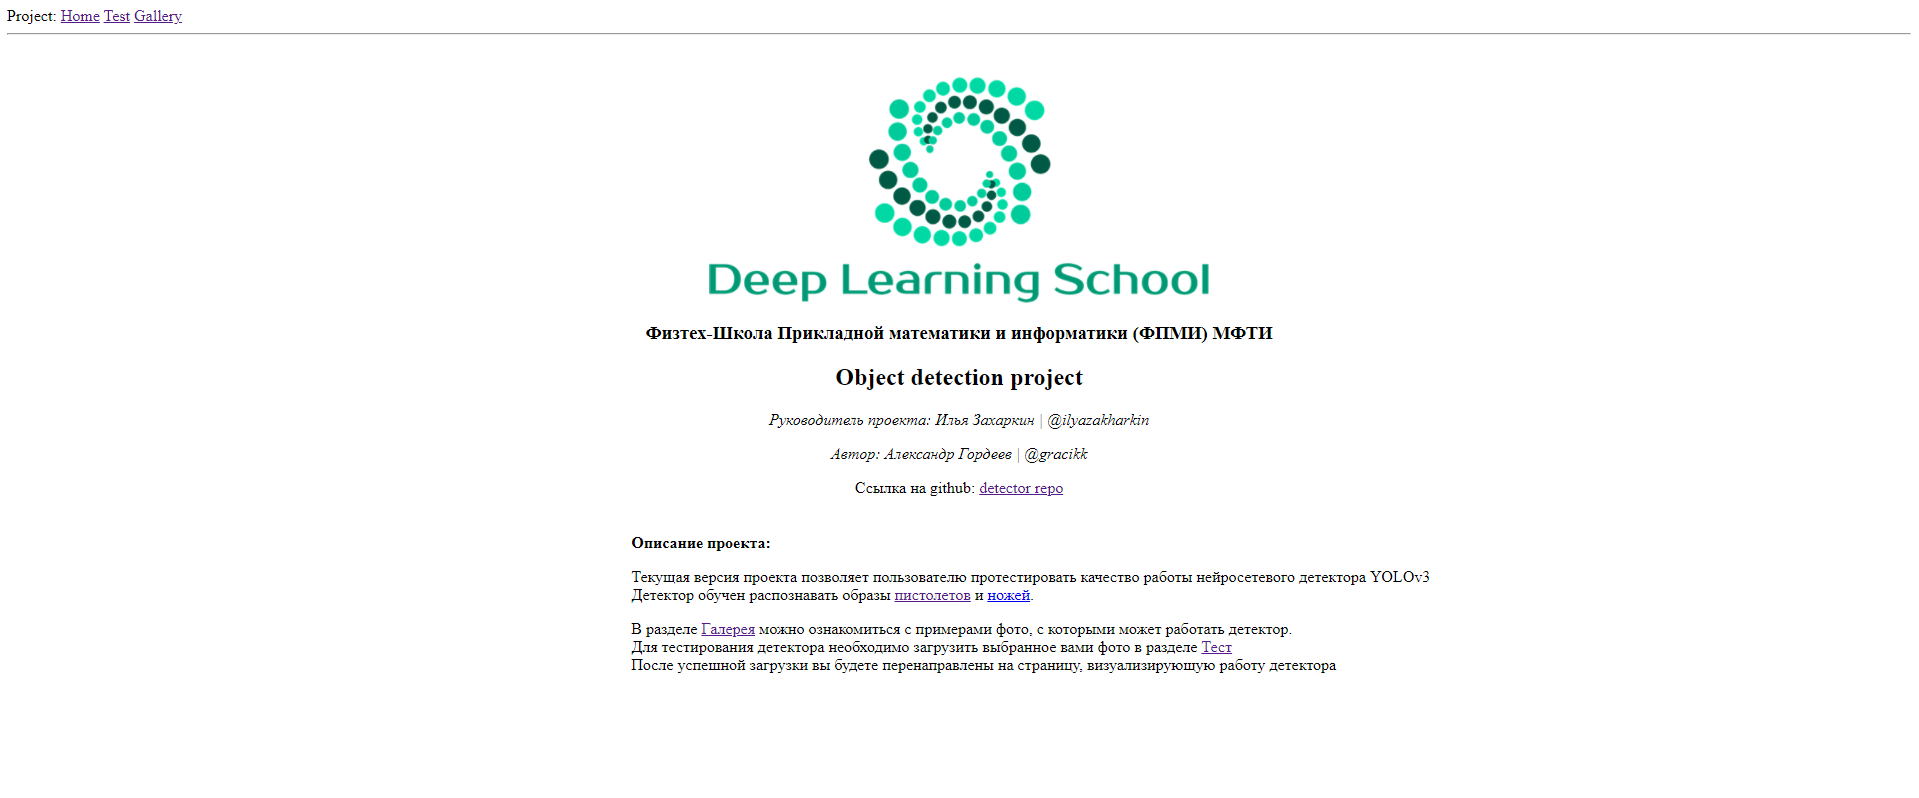 Project: Home Test Gallery
Deep Learning School
Физтех-Школа Прикладной математики и информатики (ФПМИ) МФТИ
Object detection project
Руководитель проекта: Илья Захаркин | @ilyazakharkin
Автор: Александр Гордеев | @gracikk
Ссылка на github: detector repo
Описание проекта:
Текущая версия проекта позволяет пользователю протестировать качество работы нейросетевого детектора YOLOv3
Детектор обучен распознавать образы пистолетов и ножей.
В разделе Галерея можно ознакомиться с примерами фото, с которыми может работать детектор.
Для тестирования детектора необходимо загрузить выбранное вами фото в разделе Тест
После успешной загрузки вы будете перенаправлены на страницу, визуализирующую работу детектора